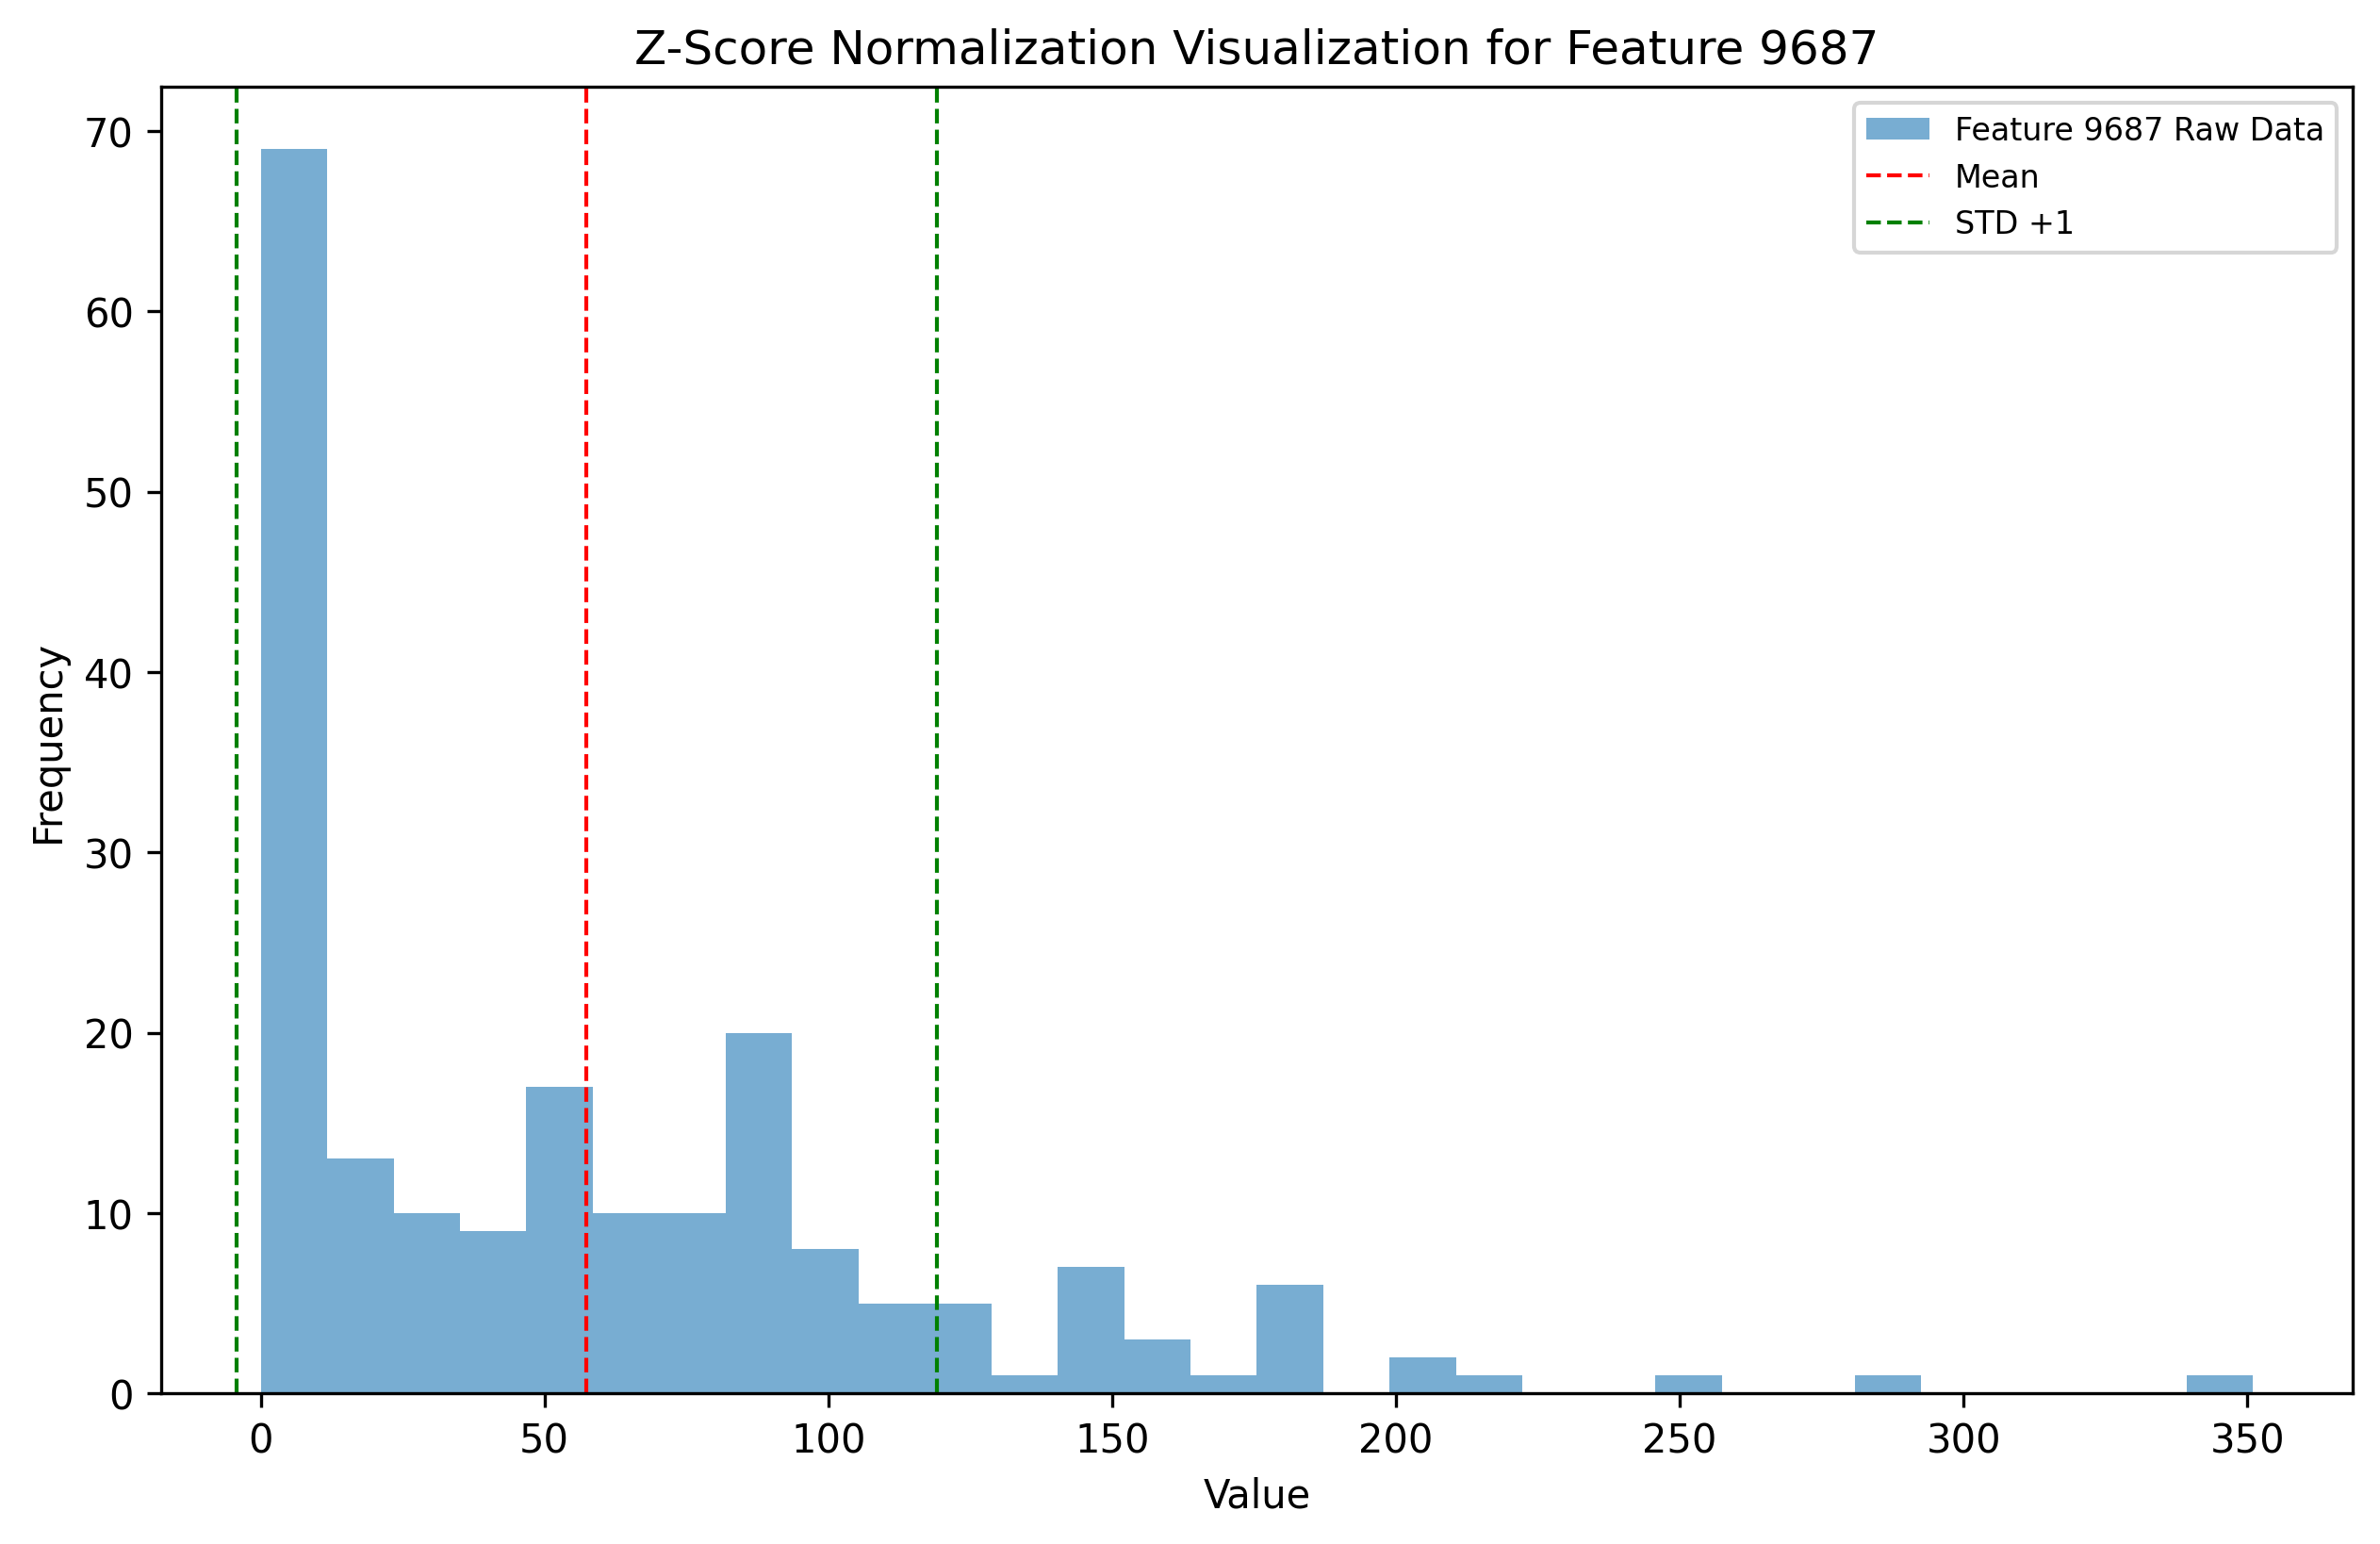 Z-Score Normalization Visualization for Feature 9687
Feature 9687 Raw Data
Mean
STD +1
70
60
50
40
30
20
10
0
Frequency
0 50 100 150 200 250 300 350
Value